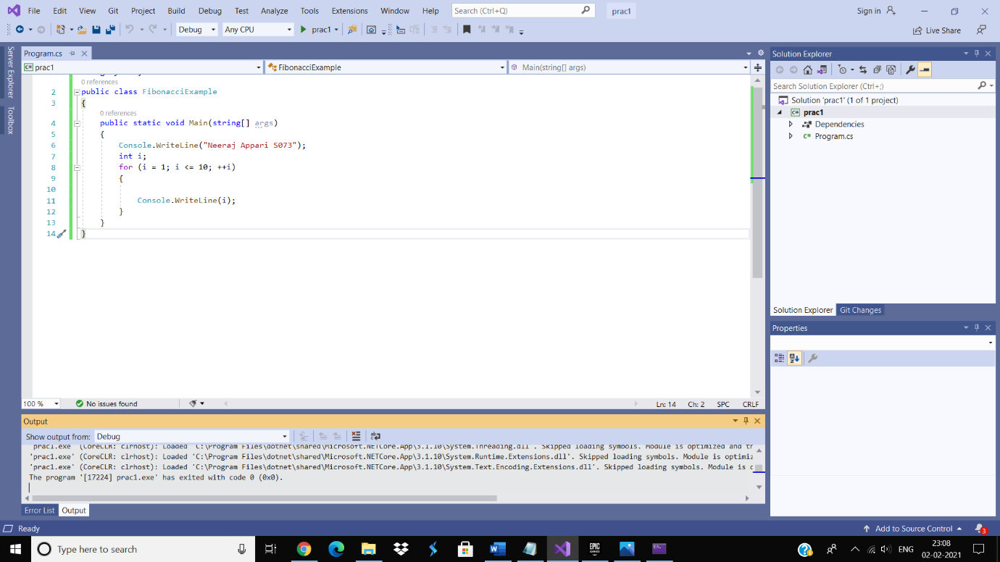 File Edit View Git Project Build Debug Test Analyze Tools Extensions Window Help Search (Ctrl+Q) prac1 Sign in
Debug Any CPU prac1 Live Share
Server Explorer
Toolbox
Program.cs
prac1 FibonacciExample Main(string[] args)
0 references
2 public class FibonacciExample
3 {
0 references
4 public static void Main(string[] args)
5 {
6 Console.WriteLine("Neeraj Appari S073");
7 int i;
8 for (i = 1; i <= 10; ++i)
9 {
10
11 Console.WriteLine(i);
12 }
13 }
14 }
100 % No issues found Ln: 14 Ch: 2 SPC CRLF
Output
Show output from: Debug
'prac1.exe' (CoreCLR: clrhost): Loaded 'C:\Program Files\dotnet\shared\Microsoft.NETCore.App\3.1.10\System.Threading.dll'. Skipped loading symbols. Module is optimized and
'prac1.exe' (CoreCLR: clrhost): Loaded 'C:\Program Files\dotnet\shared\Microsoft.NETCore.App\3.1.10\System.Runtime.Extensions.dll'. Skipped loading symbols. Module is optimiz
'prac1.exe' (CoreCLR: clrhost): Loaded 'C:\Program Files\dotnet\shared\Microsoft.NETCore.App\3.1.10\System.Text.Encoding.Extensions.dll'. Skipped loading symbols. Module is
The program '[17224] prac1.exe' has exited with code 0 (0x0).
Error List Output
Solution Explorer
Search Solution Explorer (Ctrl+;)
Solution 'prac1' (1 of 1 project)
prac1
Dependencies
Program.cs
Solution Explorer Git Changes
Properties
Ready Add to Source Control 3
Type here to search ENG 23:08
02-02-2021